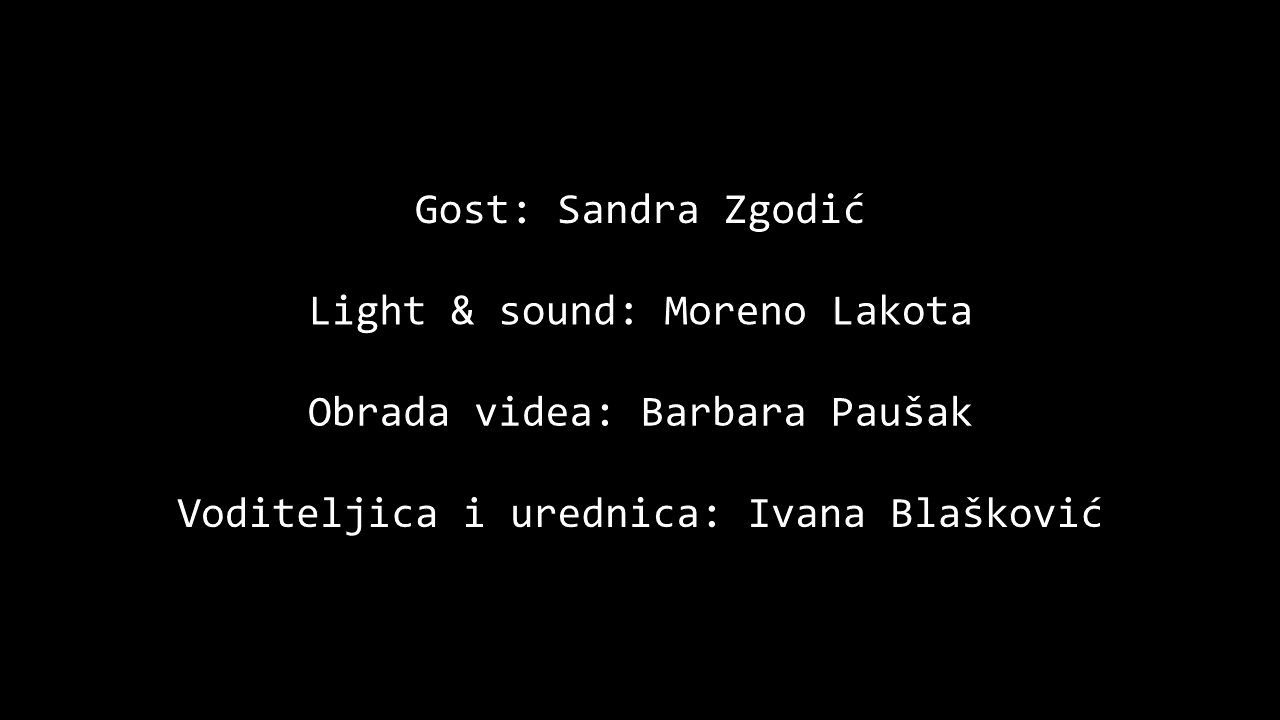 Gost: Sandra Zgodić
Light & sound: Moreno Lakota
Obrada videa: Barbara Paušak
Voditeljica i urednica: Ivana Blašković